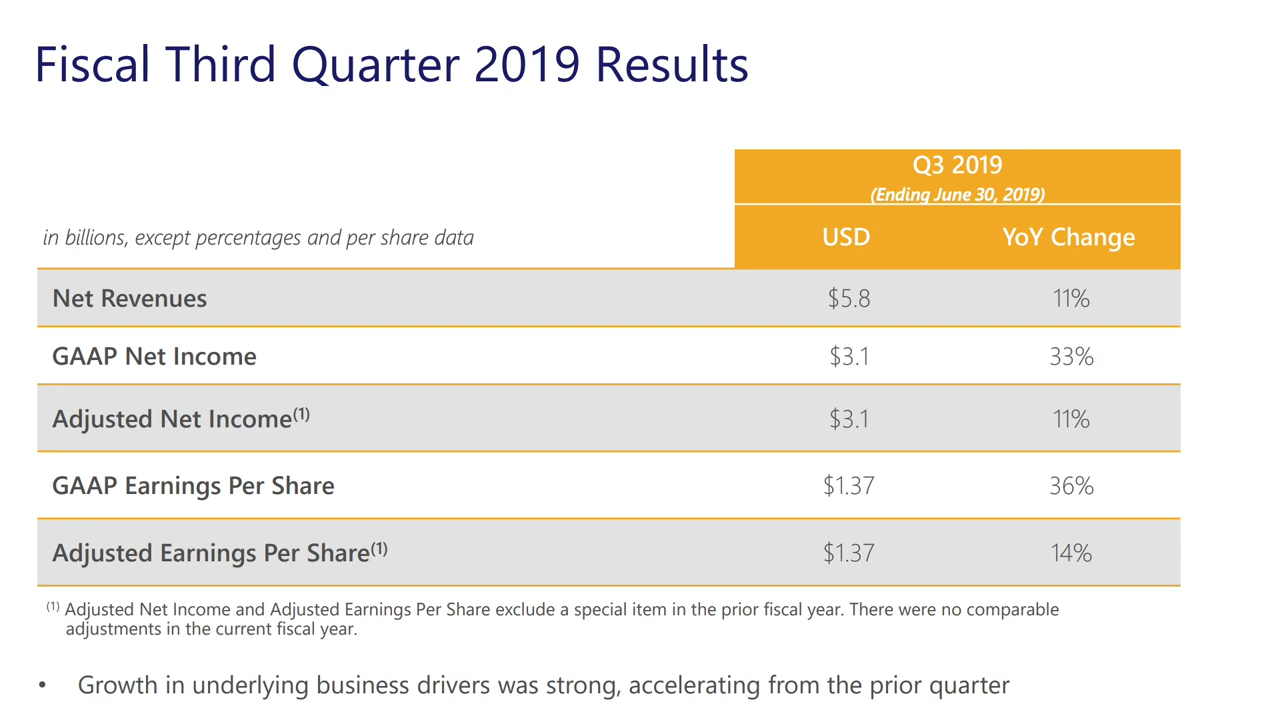 Fiscal Third Quarter 2019 Results
Q3 2019
(Ending June 30, 2019)
in billions, except percentages and per share data USD YoY Change
Net Revenues $5.8 11%
GAAP Net Income $3.1 33%
Adjusted Net Income(1) $3.1 11%
GAAP Earnings Per Share $1.37 36%
Adjusted Earnings Per Share(1) $1.37 14%
(1) Adjusted Net Income and Adjusted Earnings Per Share exclude a special item in the prior fiscal year. There were no comparable
adjustments in the current fiscal year.
• Growth in underlying business drivers was strong, accelerating from the prior quarter